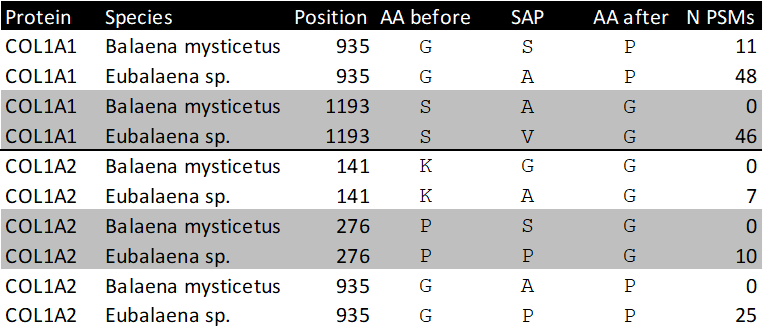 Protein Species Position AA before SAP AA after N PSMs
COL1A1 Balaena mysticetus 935 G S P 11
COL1A1 Eubalaena sp. 935 G A P 48
COL1A1 Balaena mysticetus 1193 S A G 0
COL1A1 Eubalaena sp. 1193 S V G 46
COL1A2 Balaena mysticetus 141 K G G 0
COL1A2 Eubalaena sp. 141 K A G 7
COL1A2 Balaena mysticetus 276 P S G 0
COL1A2 Eubalaena sp. 276 P P G 10
COL1A2 Balaena mysticetus 935 G A P 0
COL1A2 Eubalaena sp. 935 G P P 25